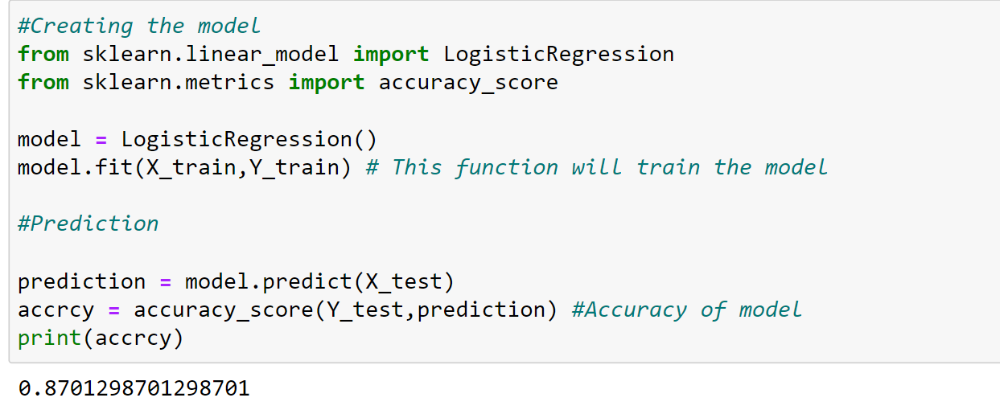 #Creating the model
from sklearn.linear_model import LogisticRegression
from sklearn.metrics import accuracy_score
model = LogisticRegression()
model.fit(X_train,Y_train) # This function will train the model
#Prediction
prediction = model.predict(X_test)
accrcy = accuracy_score(Y_test,prediction) #Accuracy of model
print(accrcy)
0.8701298701298701